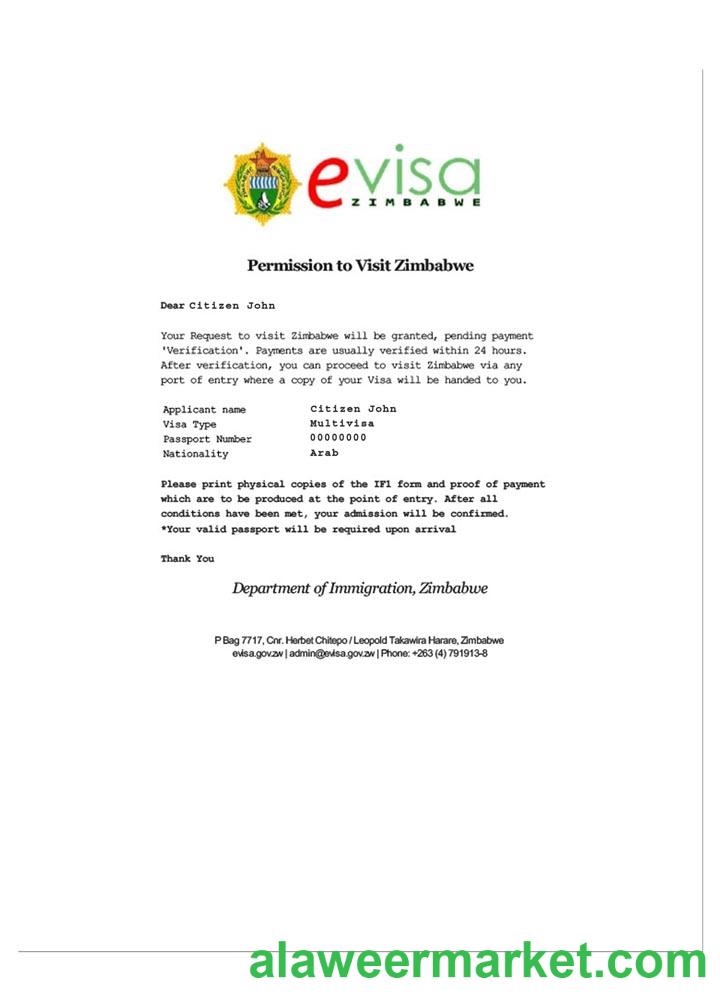 evisa
ZIMBABWE
Permission to Visit Zimbabwe
Dear Citizen John
Your Request to visit Zimbabwe will be granted, pending payment
'Verification'. Payments are usually verified within 24 hours.
After verification, you can proceed to visit Zimbabwe via any
port of entry where a copy of your Visa will be handed to you.
Applicant name Citizen John
Visa Type Multivisa
Passport Number 00000000
Nationality Arab
Please print physical copies of the IF1 form and proof of payment
which are to be produced at the point of entry. After all
conditions have been met, your admission will be confirmed.
*Your valid passport will be required upon arrival
Thank You
Department of Immigration, Zimbabwe
P Bag 7717, Cnr. Herbet Chitepo / Leopold Takawira Harare, Zimbabwe
evisa.gov.zw | admin@evisa.gov.zw | Phone: +263 (4) 791913-8
alaweermarket.com